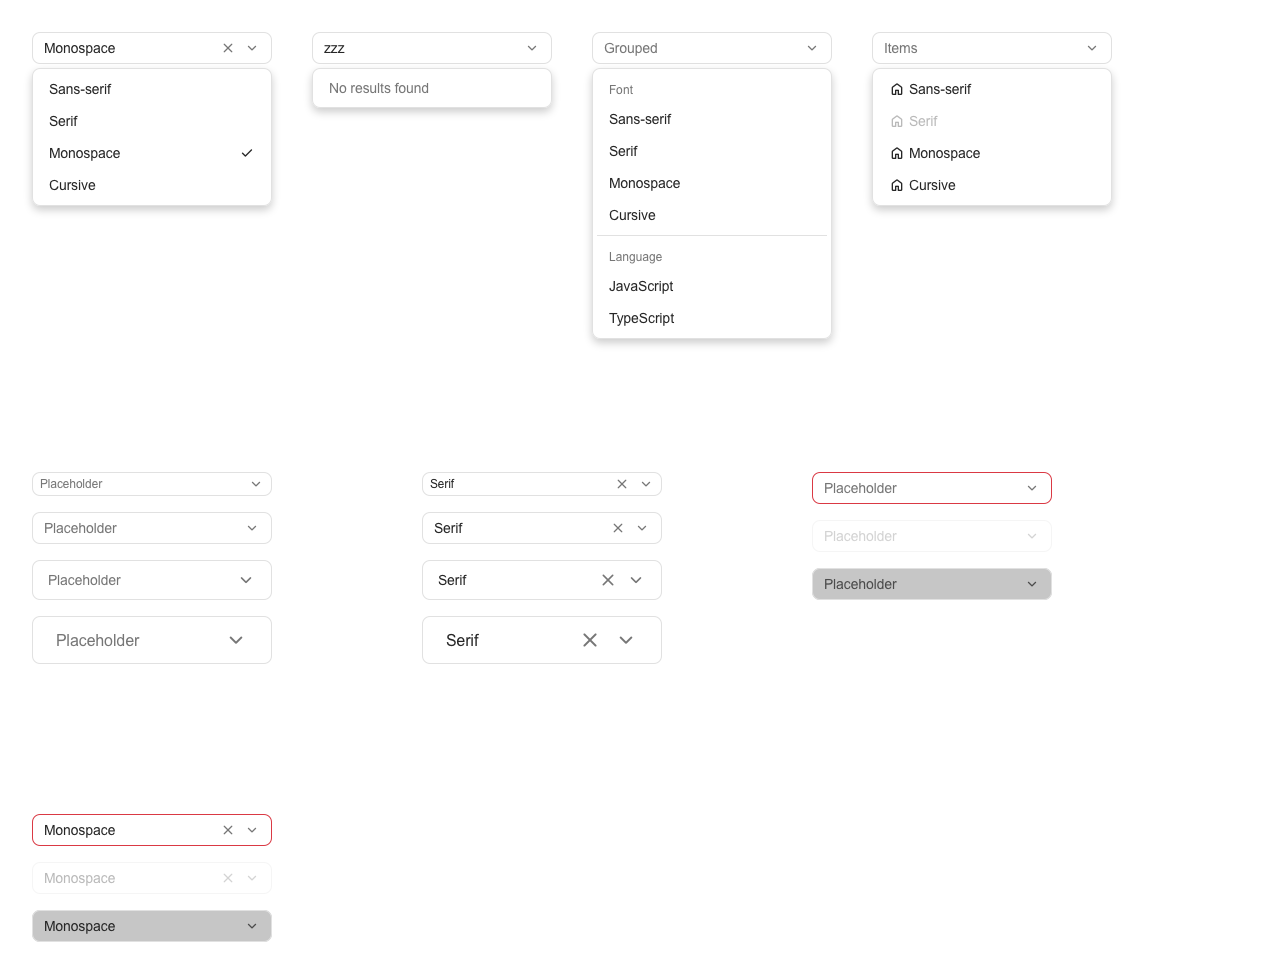 Monospace
Sans-serif
Serif
Monospace
Cursive
zzz
No results found
Grouped
Font
Sans-serif
Serif
Monospace
Cursive
Language
JavaScript
TypeScript
Items
Sans-serif
Serif
Monospace
Cursive
Placeholder
Placeholder
Placeholder
Placeholder
Serif
Serif
Serif
Serif
Placeholder
Placeholder
Placeholder
Monospace
Monospace
Monospace